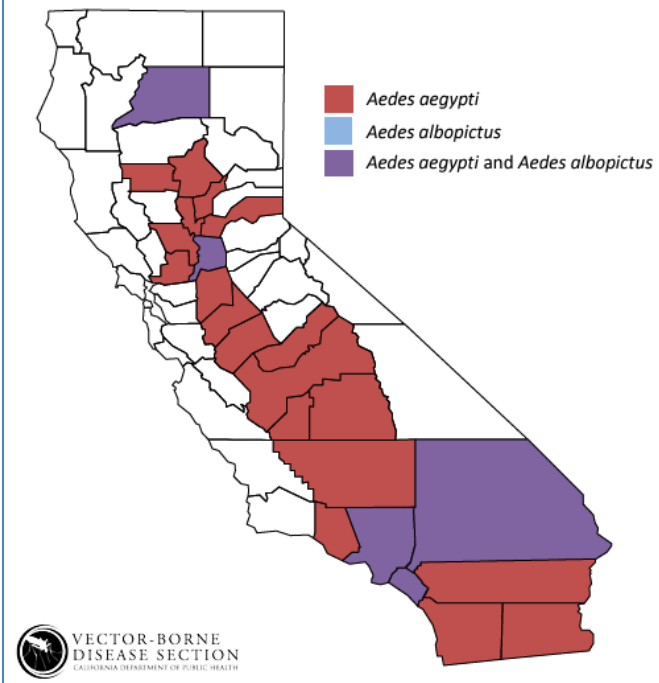 Aedes aegypti
Aedes albopictus
Aedes aegypti and Aedes albopictus
VECTOR-BORNE
DISEASE SECTION
CALIFORNIA DEPARTMENT OF PUBLIC HEALTH